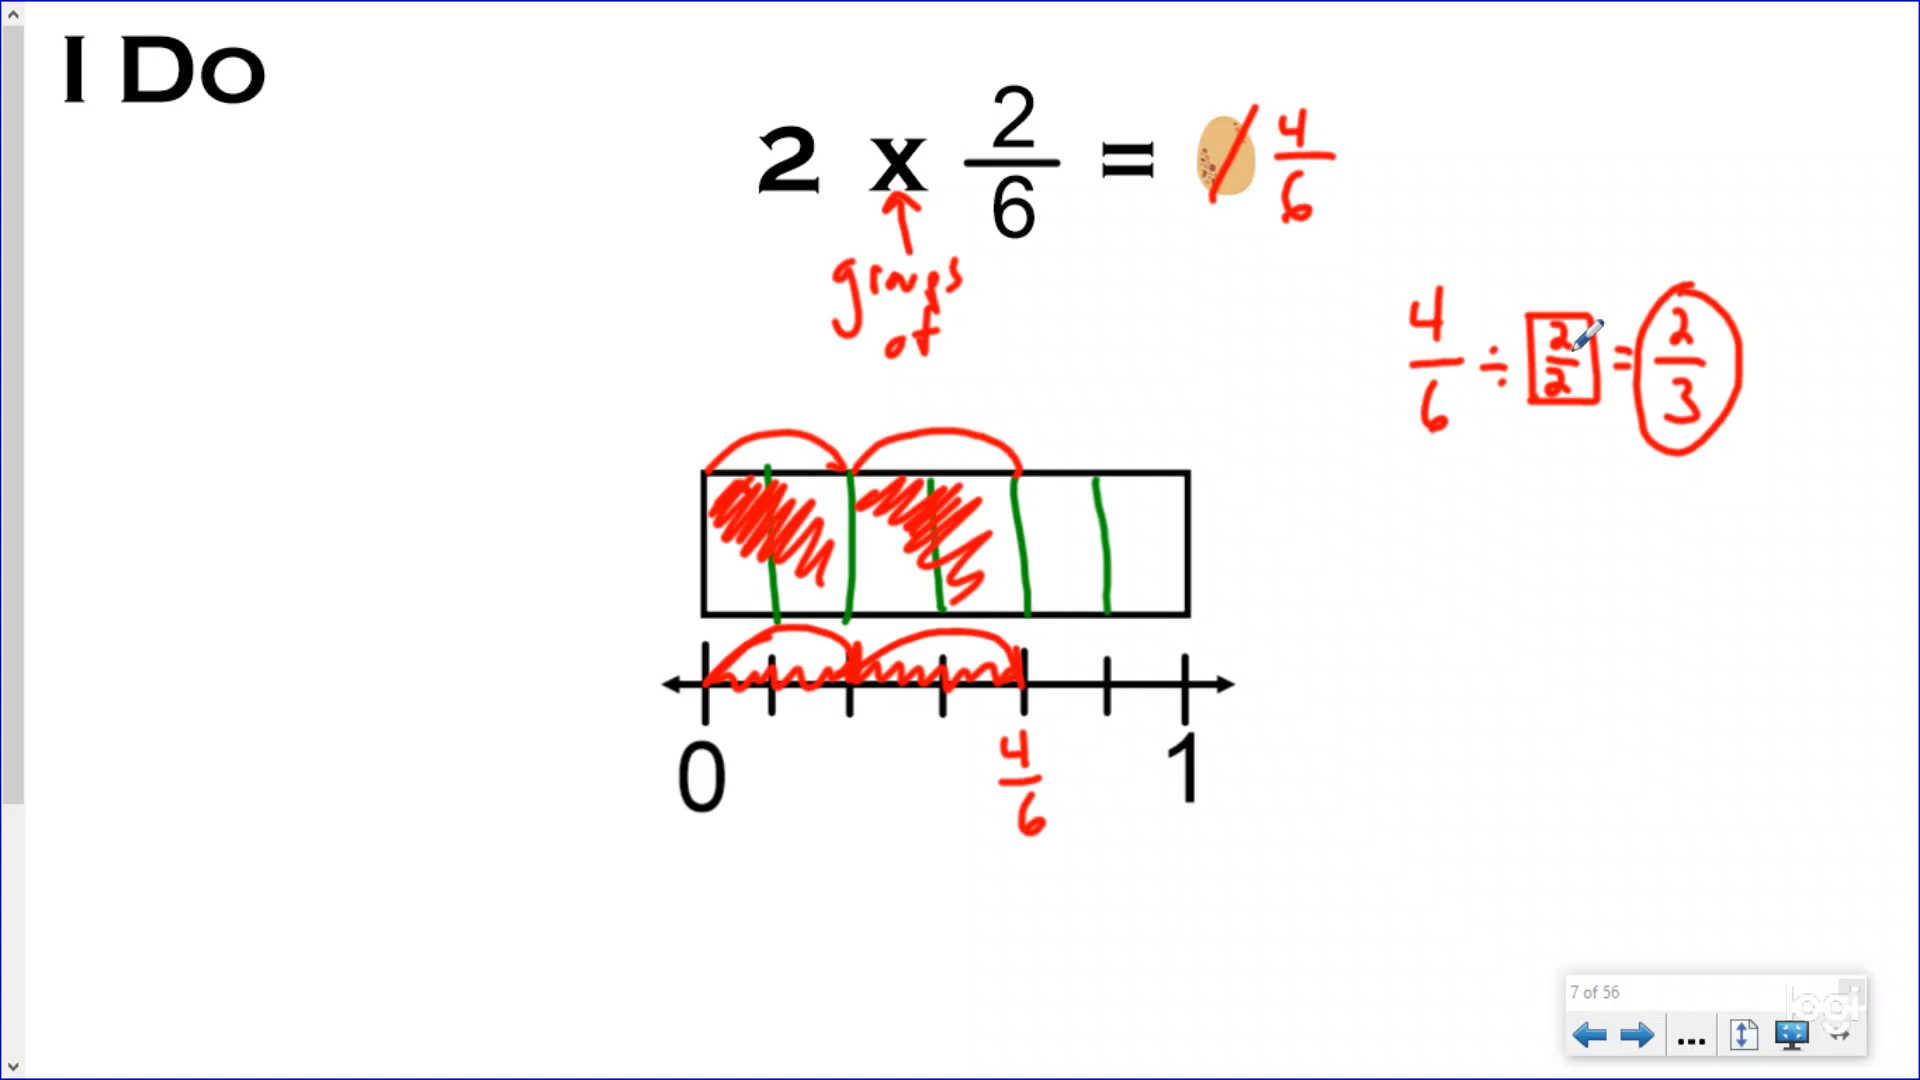 I Do
2 x 2/6 = 4/6
groups
of
4/6 ÷ 2/2 = 2/3
0 4/6 1
7 of 56
logi